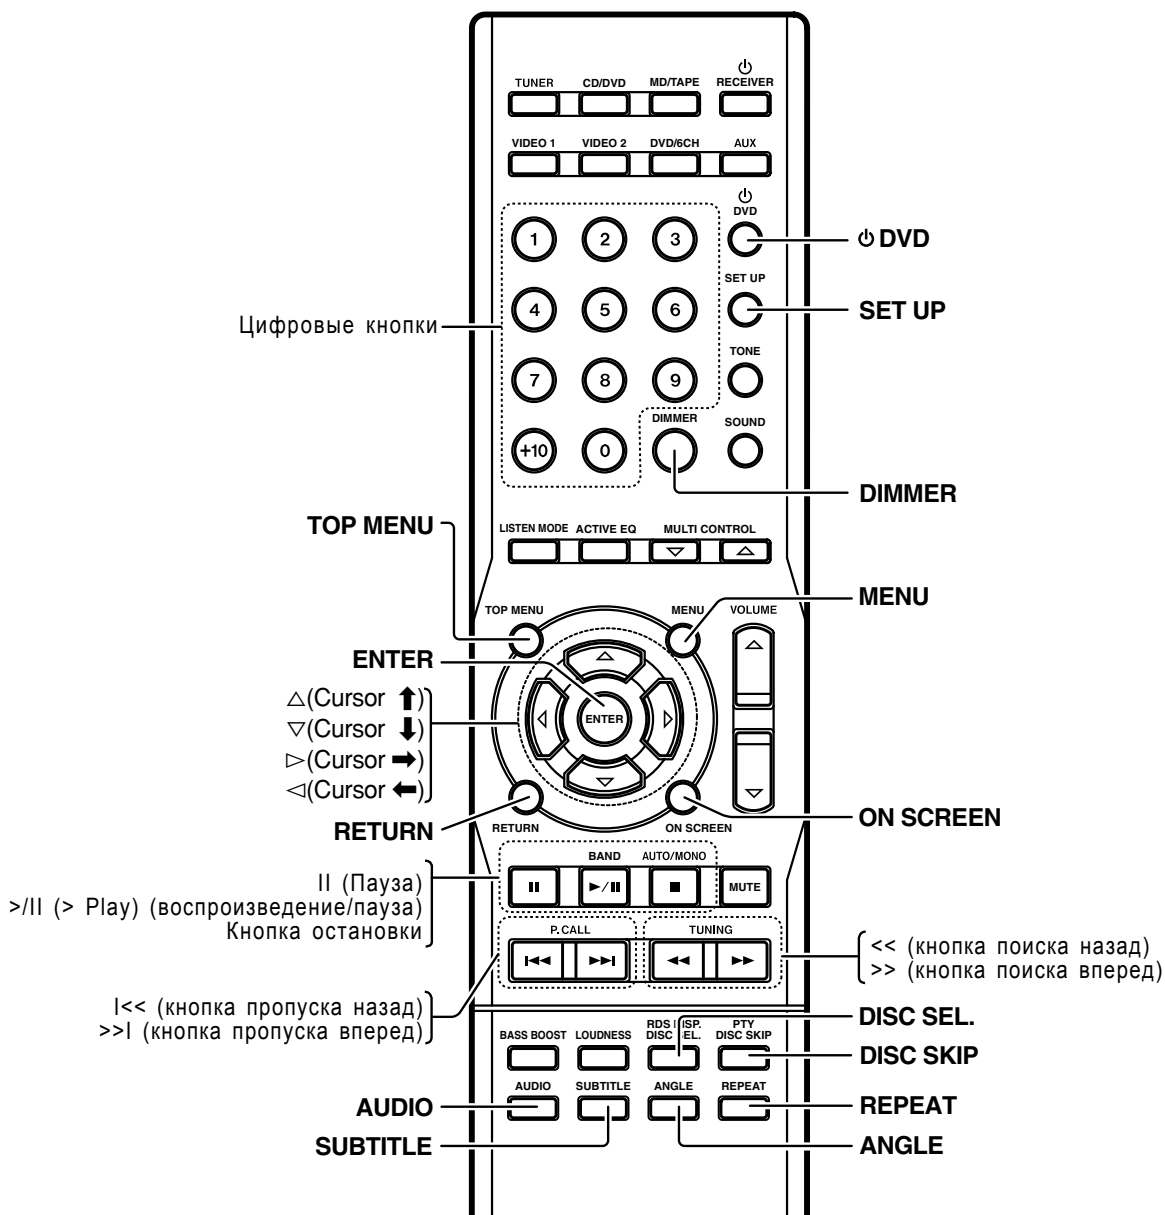 TUNER CD/DVD MD/TAPE RECEIVER
VIDEO 1 VIDEO 2 DVD/6CH AUX
DVD
1 2 3
DVD
SET UP
4 5 6
SET UP
Цифровые кнопки
TONE
7 8 9
DIMMER SOUND
+10 0
DIMMER
TOP MENU
LISTEN MODE ACTIVE EQ MULTI CONTROL
▽ △
MENU
TOP MENU MENU VOLUME
ENTER
△(Cursor ⬆)
▽(Cursor ⬇)
▷(Cursor ➡)
◁(Cursor ⬅)
ENTER
RETURN
RETURN ON SCREEN
ON SCREEN
BAND AUTO/MONO
II (Пауза)
>/II (> Play) (воспроизведение/пауза)
Кнопка остановки
MUTE
P.CALL TUNING
<< (кнопка поиска назад)
>> (кнопка поиска вперед)
I<< (кнопка пропуска назад)
>>I (кнопка пропуска вперед)
DISC SEL.
BASS BOOST LOUDNESS RDS DISP. DISC SEL. PTY DISC SKIP
DISC SKIP
AUDIO SUBTITLE ANGLE REPEAT
AUDIO
REPEAT
SUBTITLE
ANGLE